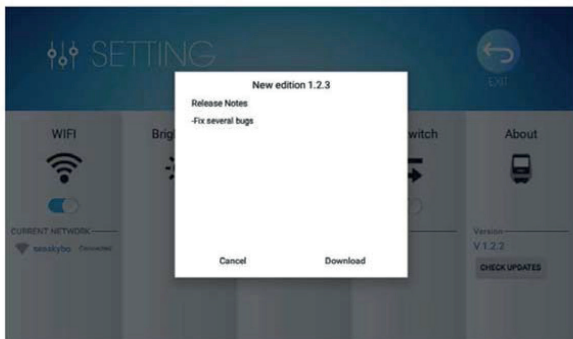 SETTING
EXIT
New edition 1.2.3
Release Notes
-Fix several bugs
WIFI
Brig
witch
About
CURRENT NETWORK
Connected
Version
V 1.2.2
CHECK UPDATES
Cancel
Download